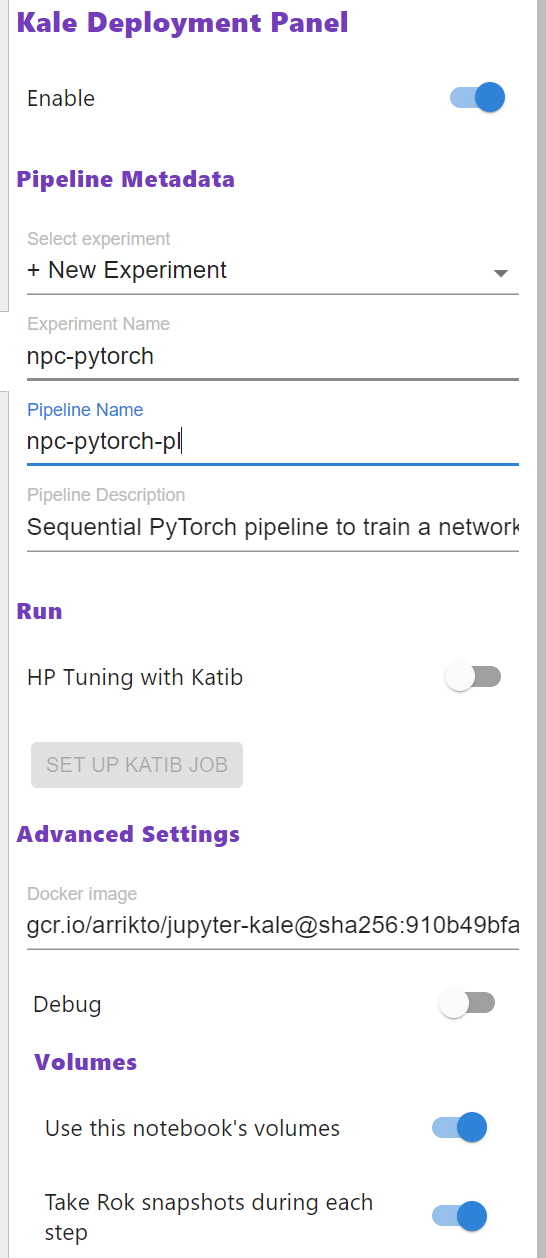 Kale Deployment Panel
Enable
Pipeline Metadata
Select experiment
+ New Experiment
Experiment Name
npc-pytorch
Pipeline Name
npc-pytorch-pl
Pipeline Description
Sequential PyTorch pipeline to train a network
Run
HP Tuning with Katib
SET UP KATIB JOB
Advanced Settings
Docker image
gcr.io/arrikto/jupyter-kale@sha256:910b49bfa
Debug
Volumes
Use this notebook's volumes
Take Rok snapshots during each
step